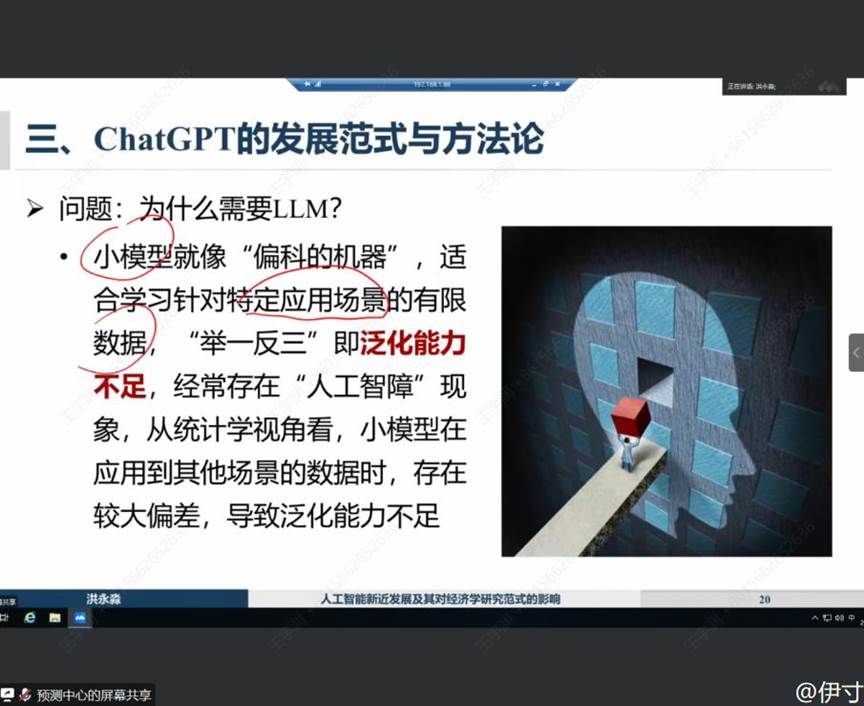 192.168.1.88
正在讲话: 洪永淼;
三、ChatGPT的发展范式与方法论
➢ 问题：为什么需要LLM？
• 小模型就像“偏科的机器”，适
合学习针对特定应用场景的有限
数据，“举一反三”即泛化能力
不足，经常存在“人工智障”现
象，从统计学视角看，小模型在
应用到其他场景的数据时，存在
较大偏差，导致泛化能力不足
洪永淼
人工智能新近发展及其对经济学研究范式的影响
20
中
预测中心的屏幕共享
@伊寸